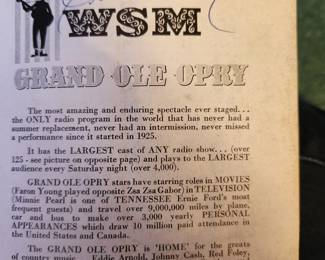 WSM
GRAND OLE OPRY
The most amazing and enduring spectacle ever staged. . .
the ONLY radio program in the world that has never had a
summer replacement, never had an intermission, never missed
a performance since it started in 1925.
It has the LARGEST cast of ANY radio show. . . (over
125 - see picture on opposite page) and plays to the LARGEST
audience every Saturday night (over 4,000).
GRAND OLE OPRY stars have starring roles in MOVIES
(Faron Young played opposite Zsa Zsa Gabor) in TELEVISION
(Minnie Pearl is one of TENNESSEE Ernie Ford's most
frequent guests) and travel over 9,000,000 miles by plane,
car and bus to make over 3,000 yearly PERSONAL
APPEARANCES which draw 10 million paid attendance in
the United States and Canada.
The GRAND OLE OPRY is 'HOME' for the greats
of country music. . . Eddie Arnold, Johnny Cash, Red Foley,